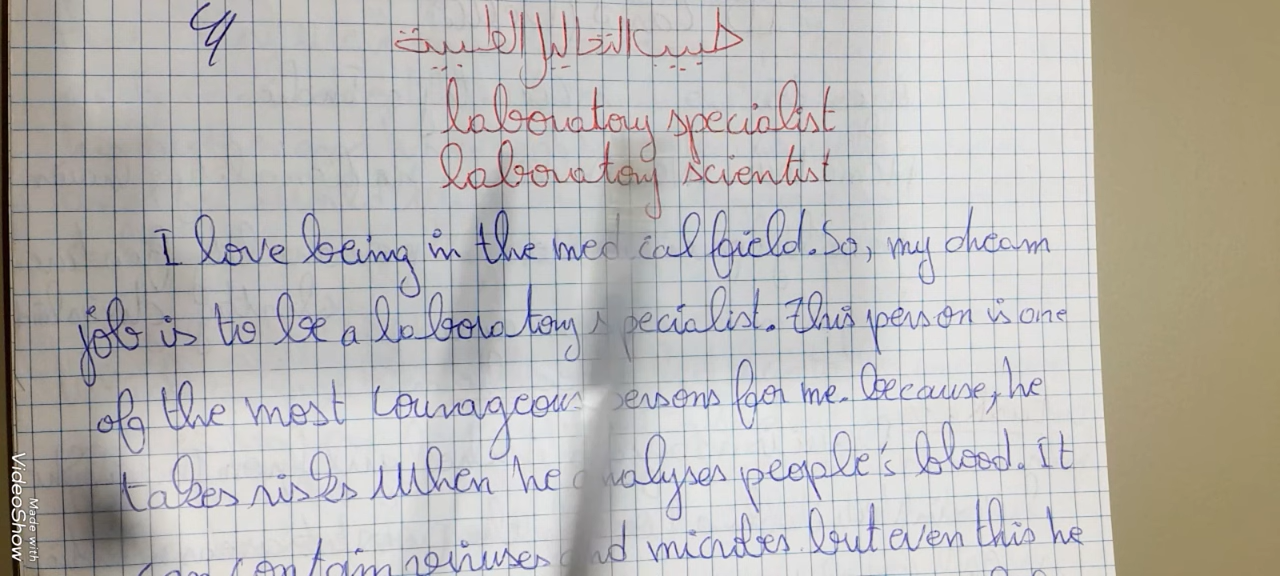 4
طبيب التحاليل الطبية
laboratory specialist
laboratory scientist
I love being in the medical field. So, my dream
job is to be a laboratory specialist. This person is one
of the most courageous persons for me. Because, he
takes risks when he analyses people's blood. It
can contain viruses and microbes but even this he
Made with
VideoShow